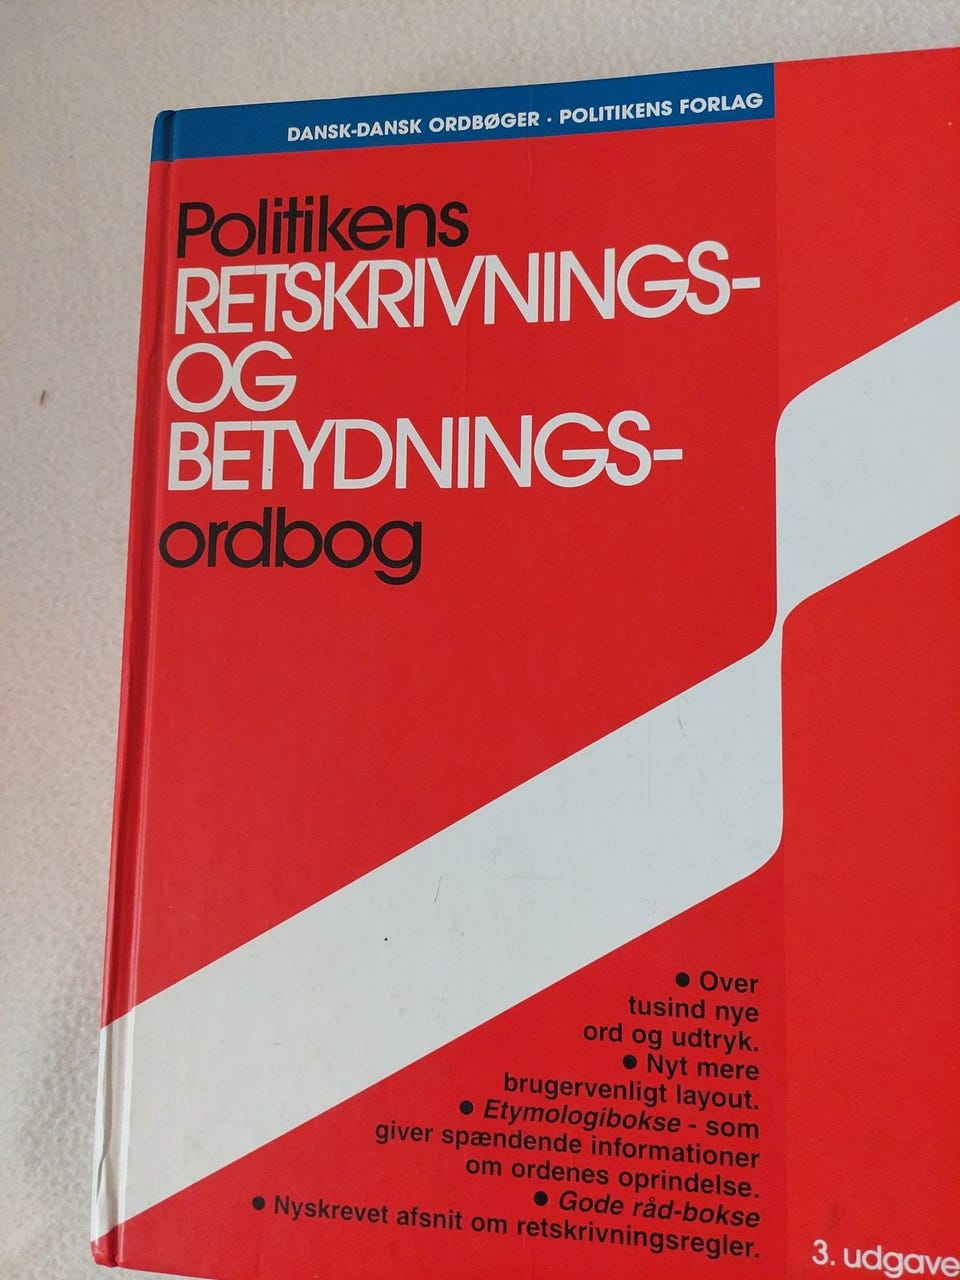 DANSK-DANSK ORDBØGER · POLITIKENS FORLAG
Politikens
RETSKRIVNINGS-
OG
BETYDNINGS-
ordbog
● Over
tusind nye
ord og udtryk.
● Nyt mere
brugervenligt layout.
● Etymologibokse - som
giver spændende informationer
om ordenes oprindelse.
● Gode råd-bokse
● Nyskrevet afsnit om retskrivningsregler.
3. udgave